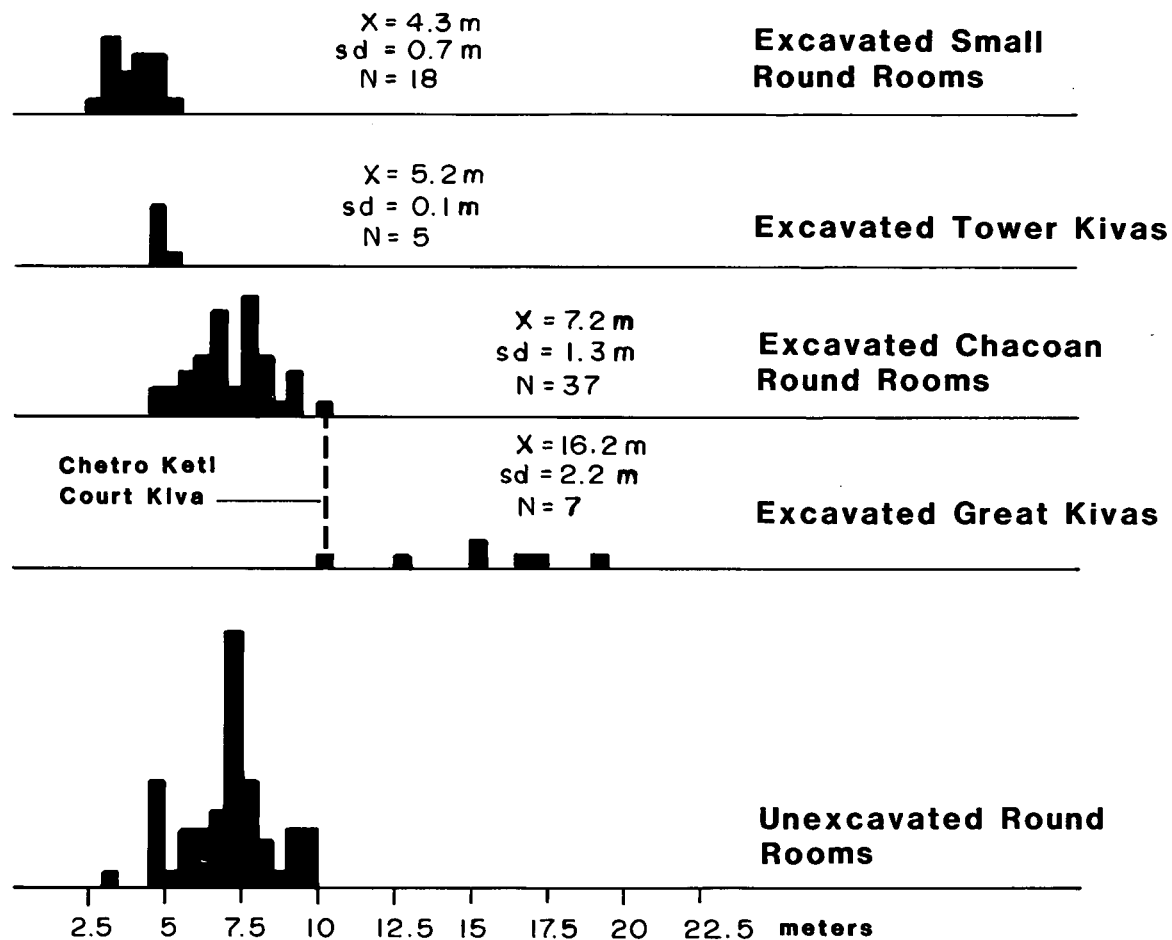 X = 4.3 m
sd = 0.7 m
N = 18
Excavated Small
Round Rooms
X = 5.2 m
sd = 0.1 m
N = 5
Excavated Tower Kivas
X = 7.2 m
sd = 1.3 m
N = 37
Excavated Chacoan
Round Rooms
Chetro Ketl
Court Kiva
X = 16.2 m
sd = 2.2 m
N = 7
Excavated Great Kivas
Unexcavated Round
Rooms
2.5 5 7.5 10 12.5 15 17.5 20 22.5 meters